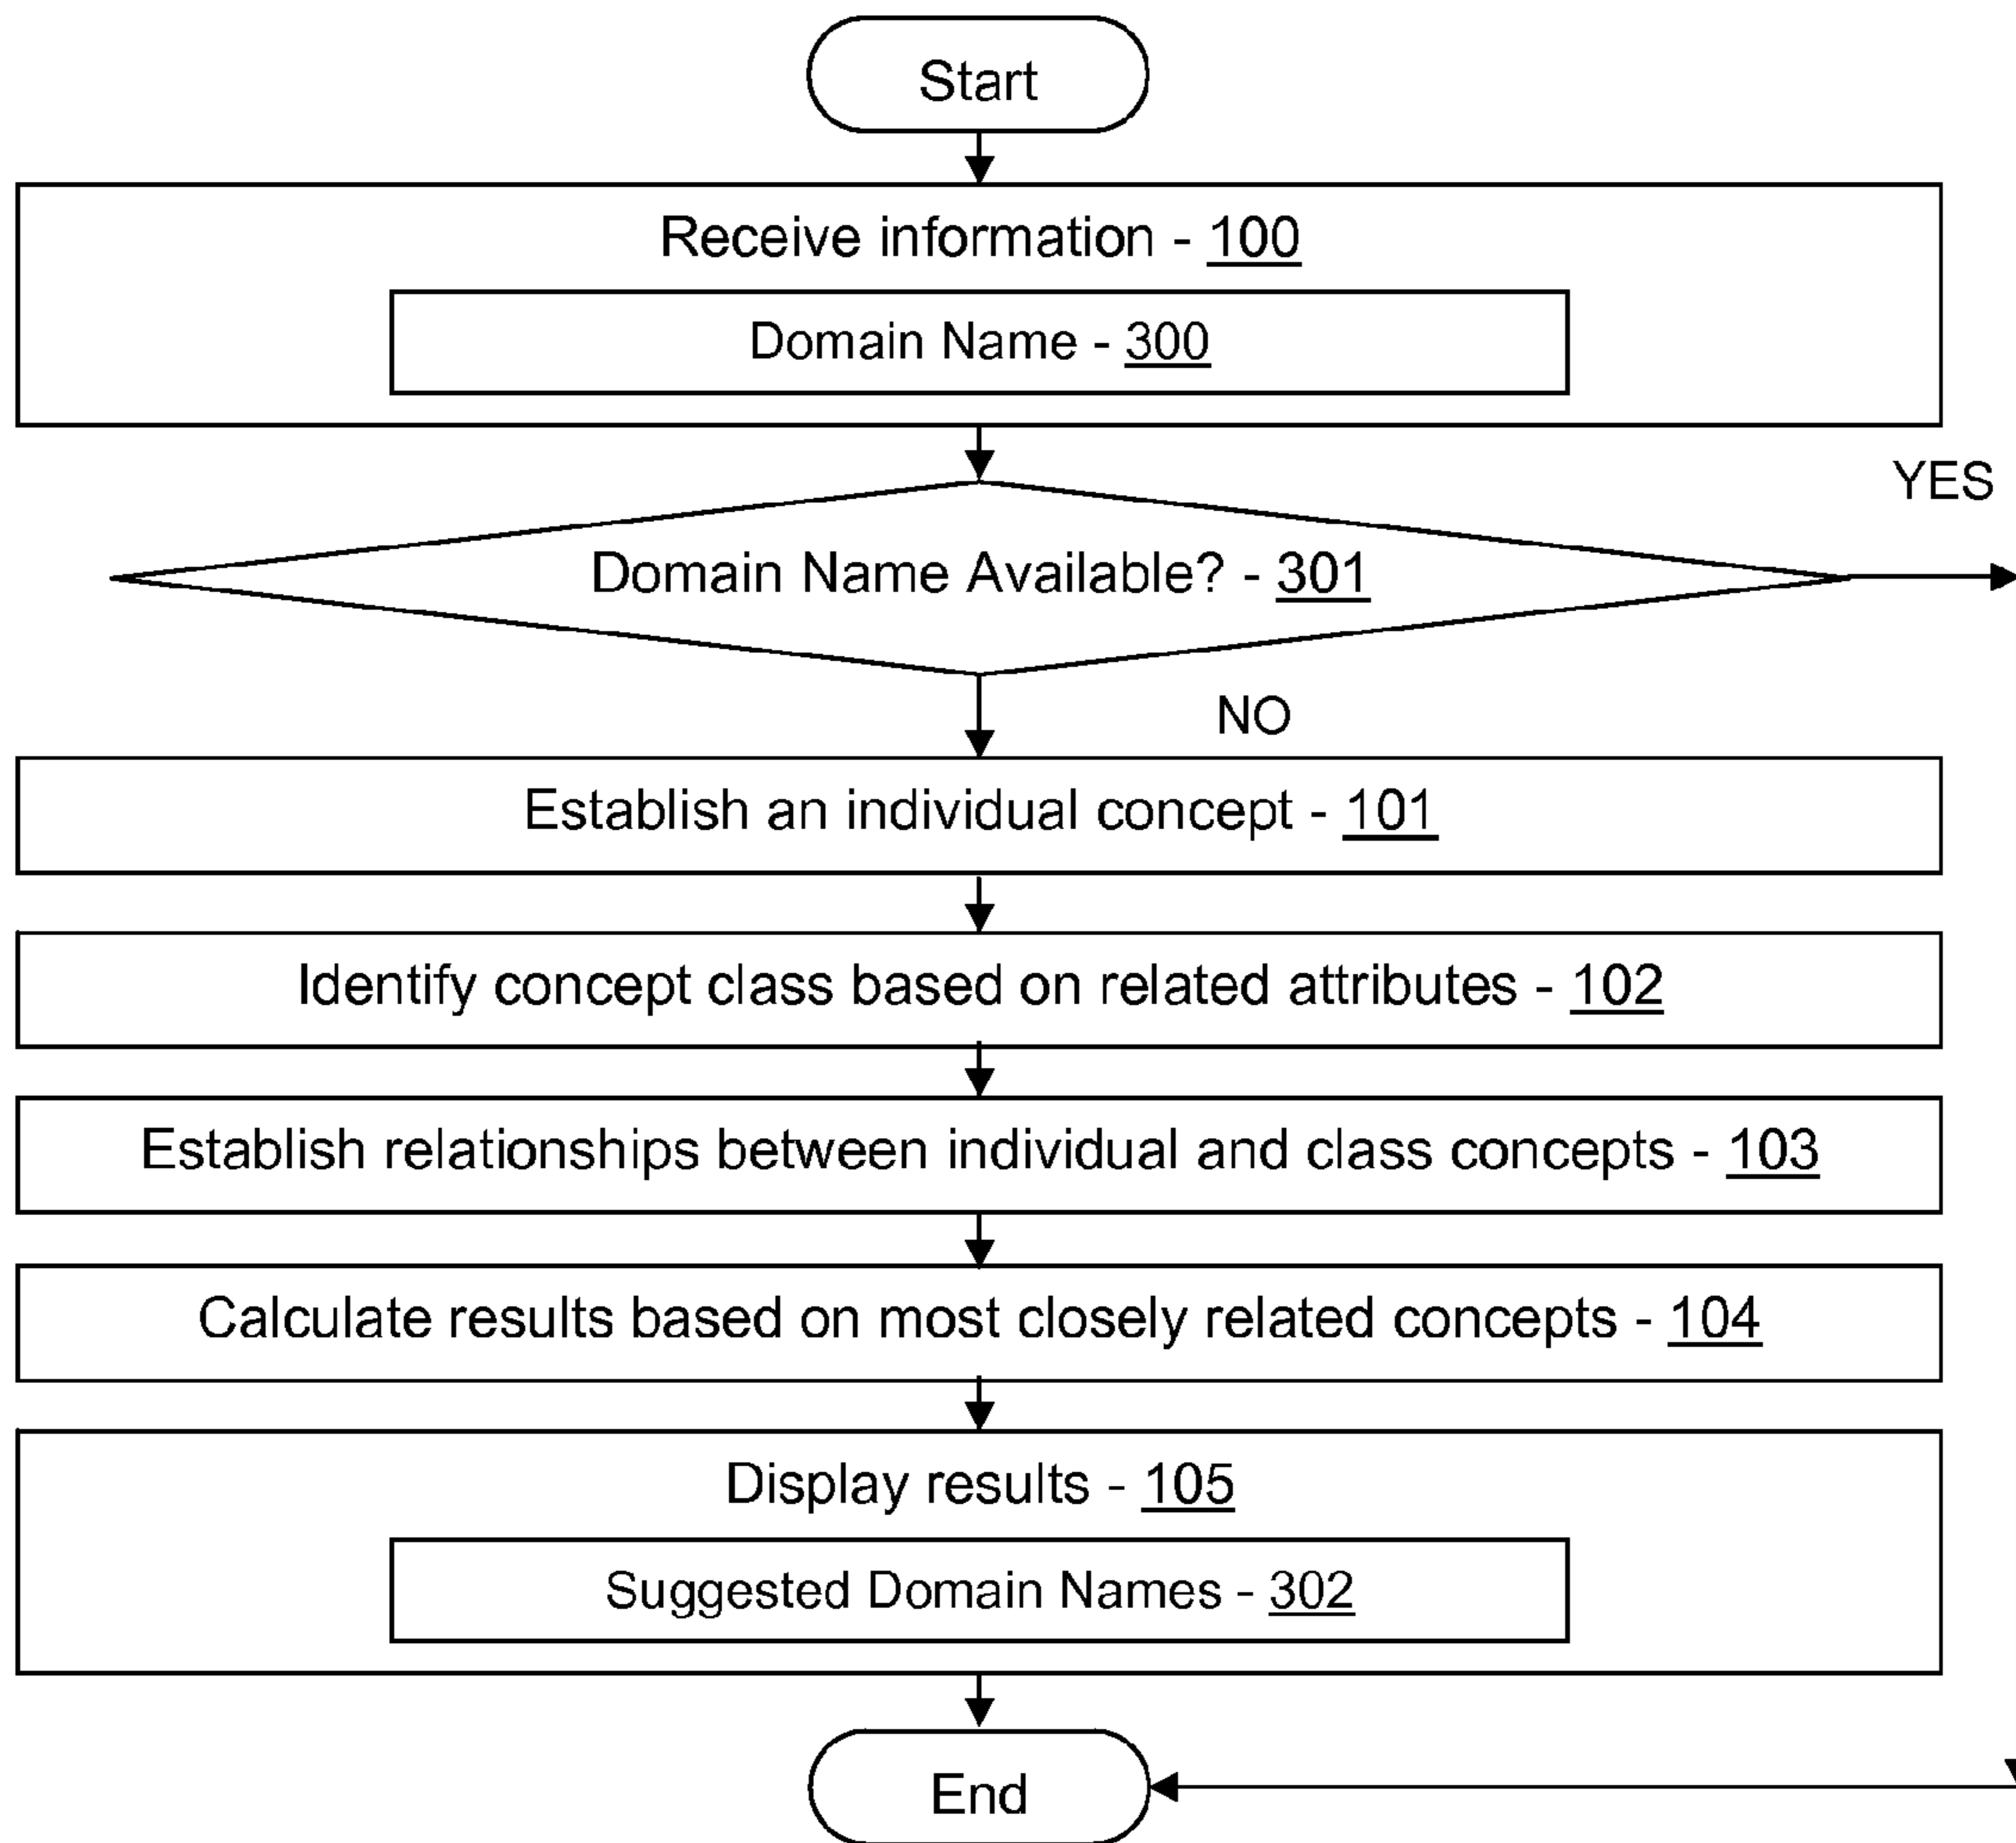 Start
Receive information - 100
Domain Name - 300
YES
Domain Name Available? - 301
NO
Establish an individual concept - 101
Identify concept class based on related attributes - 102
Establish relationships between individual and class concepts - 103
Calculate results based on most closely related concepts - 104
Display results - 105
Suggested Domain Names - 302
End